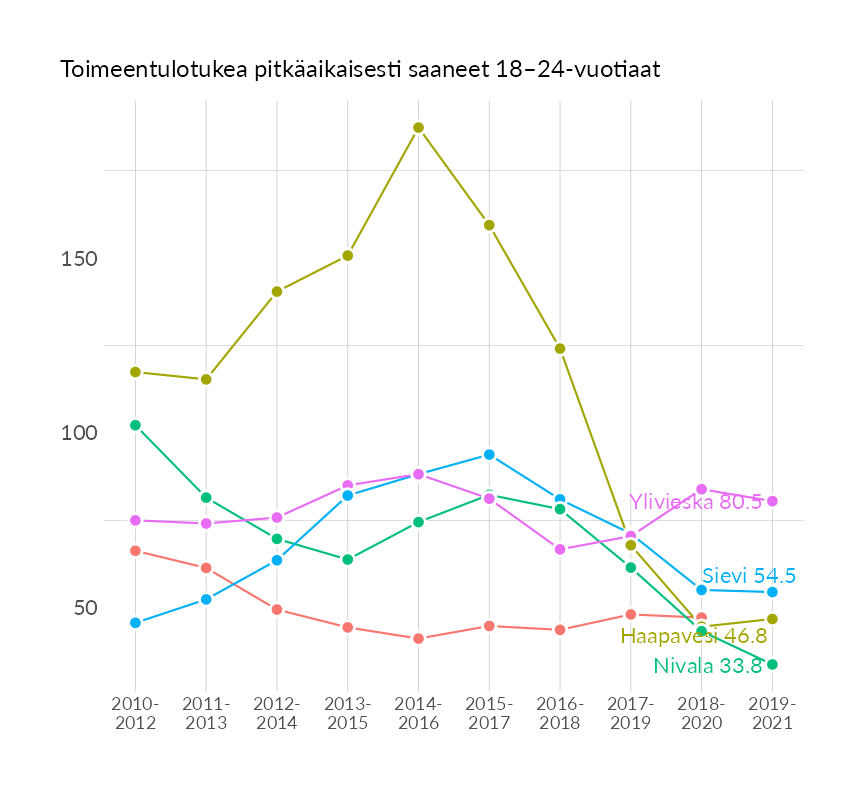 Toimeentulotukea pitkäaikaisesti saaneet 18–24-vuotiaat
150
100
50
Ylivieska 80.5
Sievi 54.5
Haapavesi 46.8
Nivala 33.8
2010- 2011- 2012- 2013- 2014- 2015- 2016- 2017- 2018- 2019-
2012 2013 2014 2015 2016 2017 2018 2019 2020 2021